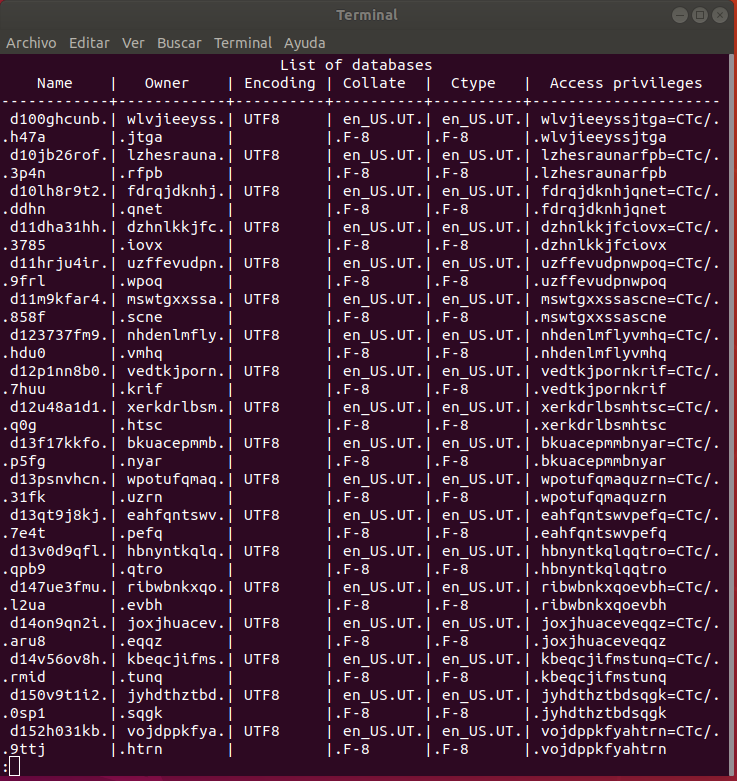 Terminal
Archivo Editar Ver Buscar Terminal Ayuda
List of databases
Name | Owner | Encoding | Collate | Ctype | Access privileges
-----------+-----------+----------+----------+----------+--------------------
d100ghcunb.| wlvjieeyss.| UTF8 | en_US.UT.| en_US.UT.| wlvjieeyssjtga=CTc/.
.h47a |.jtga | |.F-8 |.F-8 |.wlvjieeyssjtga
d10jb26rof.| lzhesrauna.| UTF8 | en_US.UT.| en_US.UT.| lzhesraunarfpb=CTc/.
.3p4n |.rfpb | |.F-8 |.F-8 |.lzhesraunarfpb
d10lh8r9t2.| fdrqjdknhj.| UTF8 | en_US.UT.| en_US.UT.| fdrqjdknhjqnet=CTc/.
.ddhn |.qnet | |.F-8 |.F-8 |.fdrqjdknhjqnet
d11dha31hh.| dzhnlkkjfc.| UTF8 | en_US.UT.| en_US.UT.| dzhnlkkjfciovx=CTc/.
.3785 |.iovx | |.F-8 |.F-8 |.dzhnlkkjfciovx
d11hrju4ir.| uzffevudpn.| UTF8 | en_US.UT.| en_US.UT.| uzffevudpnwpoq=CTc/.
.9frl |.wpoq | |.F-8 |.F-8 |.uzffevudpnwpoq
d11m9kfar4.| mswtgxxssa.| UTF8 | en_US.UT.| en_US.UT.| mswtgxxssascne=CTc/.
.858f |.scne | |.F-8 |.F-8 |.mswtgxxssascne
d123737fm9.| nhdenlmfly.| UTF8 | en_US.UT.| en_US.UT.| nhdenlmflyvmhq=CTc/.
.hdu0 |.vmhq | |.F-8 |.F-8 |.nhdenlmflyvmhq
d12p1nn8b0.| vedtkjporn.| UTF8 | en_US.UT.| en_US.UT.| vedtkjpornkrif=CTc/.
.7huu |.krif | |.F-8 |.F-8 |.vedtkjpornkrif
d12u48a1d1.| xerkdrlbsm.| UTF8 | en_US.UT.| en_US.UT.| xerkdrlbsmhtsc=CTc/.
.q0g |.htsc | |.F-8 |.F-8 |.xerkdrlbsmhtsc
d13f17kkfo.| bkuacepmmb.| UTF8 | en_US.UT.| en_US.UT.| bkuacepmmbnyar=CTc/.
.p5fg |.nyar | |.F-8 |.F-8 |.bkuacepmmbnyar
d13psnvhcn.| wpotufqmaq.| UTF8 | en_US.UT.| en_US.UT.| wpotufqmaquzrn=CTc/.
.31fk |.uzrn | |.F-8 |.F-8 |.wpotufqmaquzrn
d13qt9j8kj.| eahfqntswv.| UTF8 | en_US.UT.| en_US.UT.| eahfqntswvpefq=CTc/.
.7e4t |.pefq | |.F-8 |.F-8 |.eahfqntswvpefq
d13v0d9qfl.| hbnyntkqlq.| UTF8 | en_US.UT.| en_US.UT.| hbnyntkqlqqtro=CTc/.
.qpb9 |.qtro | |.F-8 |.F-8 |.hbnyntkqlqqtro
d147ue3fmu.| ribwbnkxqo.| UTF8 | en_US.UT.| en_US.UT.| ribwbnkxqoevbh=CTc/.
.l2ua |.evbh | |.F-8 |.F-8 |.ribwbnkxqoevbh
d14on9qn2i.| joxjhuacev.| UTF8 | en_US.UT.| en_US.UT.| joxjhuaceveqqz=CTc/.
.aru8 |.eqqz | |.F-8 |.F-8 |.joxjhuaceveqqz
d14v56ov8h.| kbeqcjifms.| UTF8 | en_US.UT.| en_US.UT.| kbeqcjifmstunq=CTc/.
.rmid |.tunq | |.F-8 |.F-8 |.kbeqcjifmstunq
d150v9t1i2.| jyhdthztbd.| UTF8 | en_US.UT.| en_US.UT.| jyhdthztbdsqgk=CTc/.
.0sp1 |.sqgk | |.F-8 |.F-8 |.jyhdthztbdsqgk
d152h031kb.| vojdppkfya.| UTF8 | en_US.UT.| en_US.UT.| vojdppkfyahtrn=CTc/.
.9ttj |.htrn | |.F-8 |.F-8 |.vojdppkfyahtrn
: